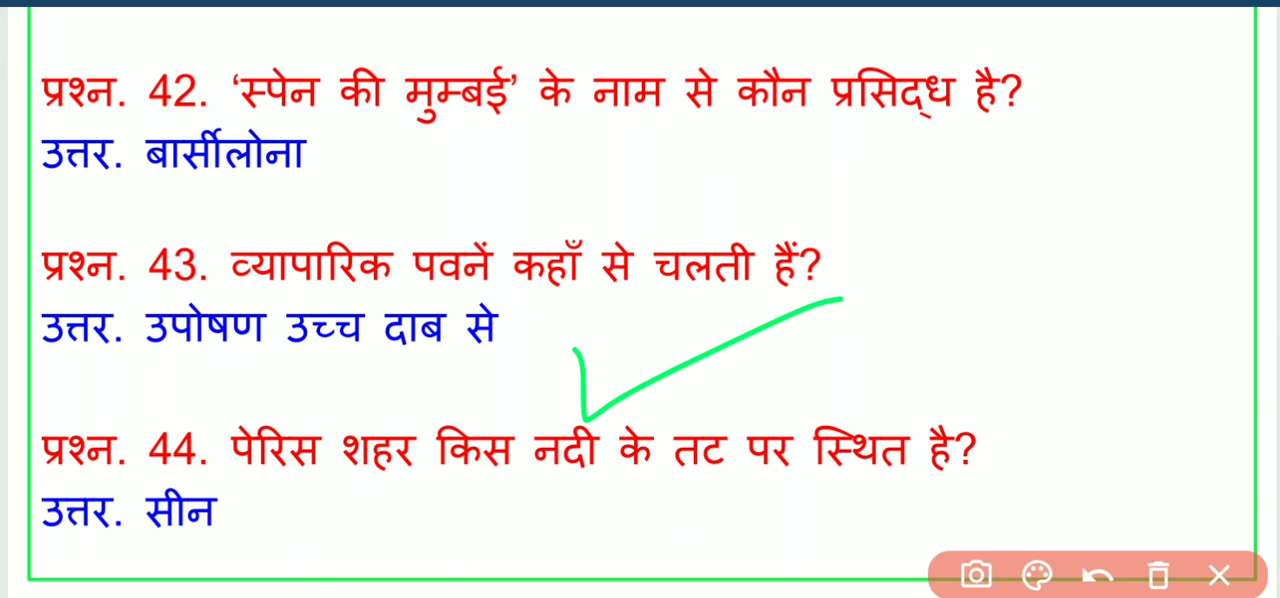 प्रश्न. 42. ‘स्पेन की मुम्बई’ के नाम से कौन प्रसिद्ध है?
उत्तर. बार्सीलोना
प्रश्न. 43. व्यापारिक पवनें कहाँ से चलती हैं?
उत्तर. उपोषण उच्च दाब से
प्रश्न. 44. पेरिस शहर किस नदी के तट पर स्थित है?
उत्तर. सीन